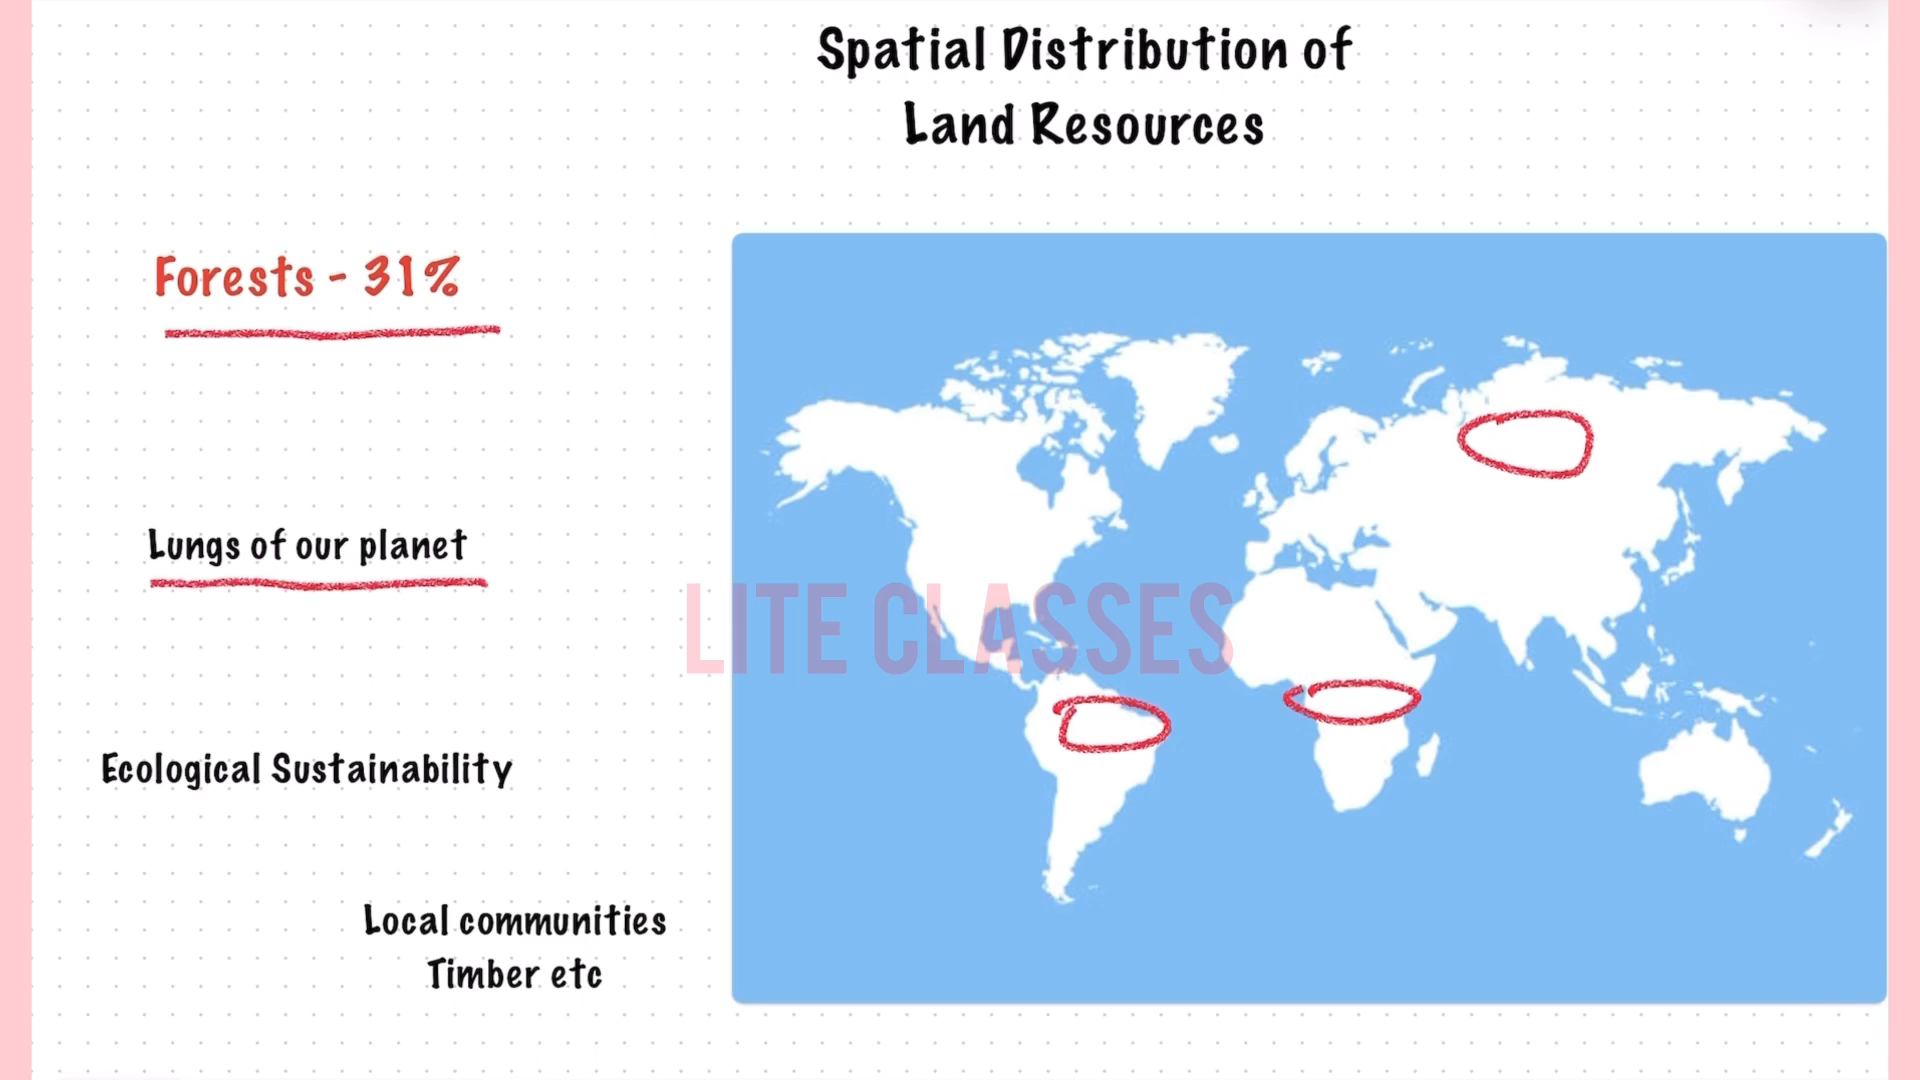 Spatial Distribution of
Land Resources
Forests - 31%
Lungs of our planet
LITE CLASSES
Ecological Sustainability
Local communities
Timber etc